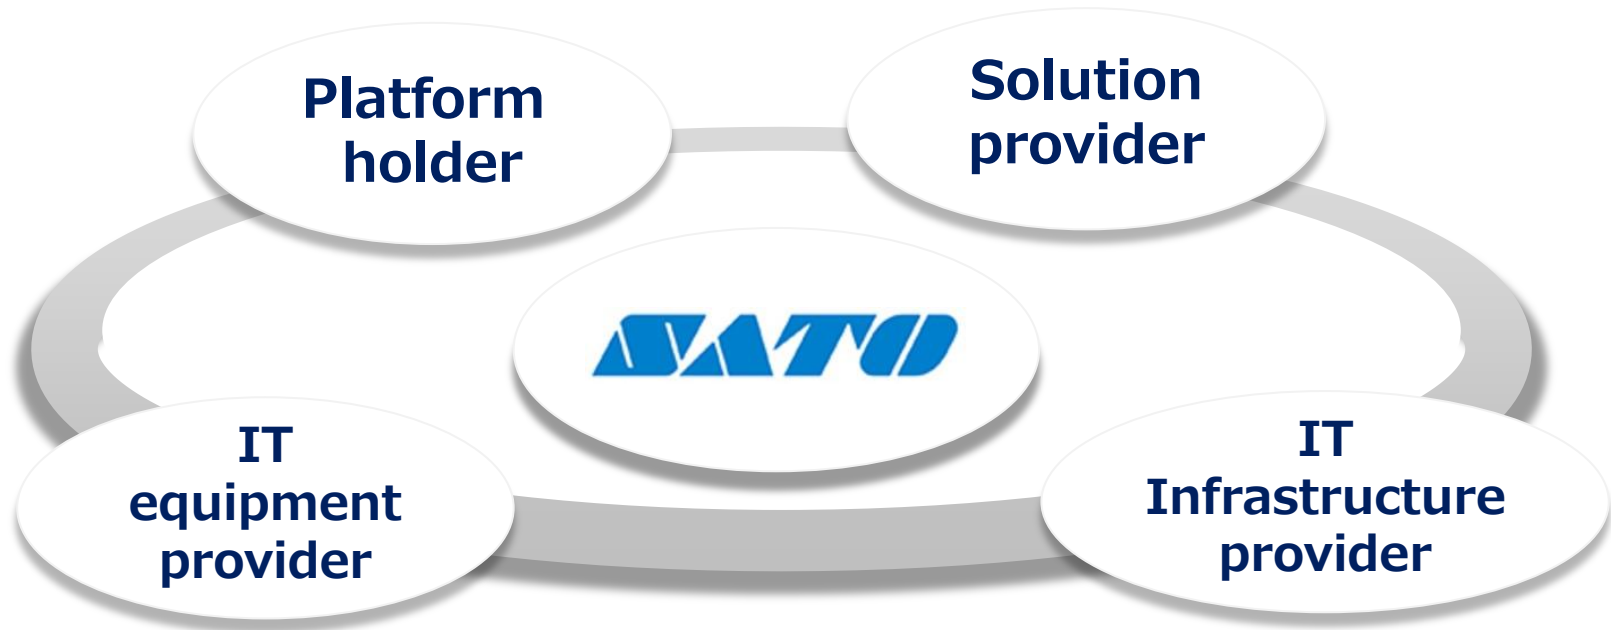 Platform
holder
Solution
provider
SATO
IT
equipment
provider
IT
Infrastructure
provider